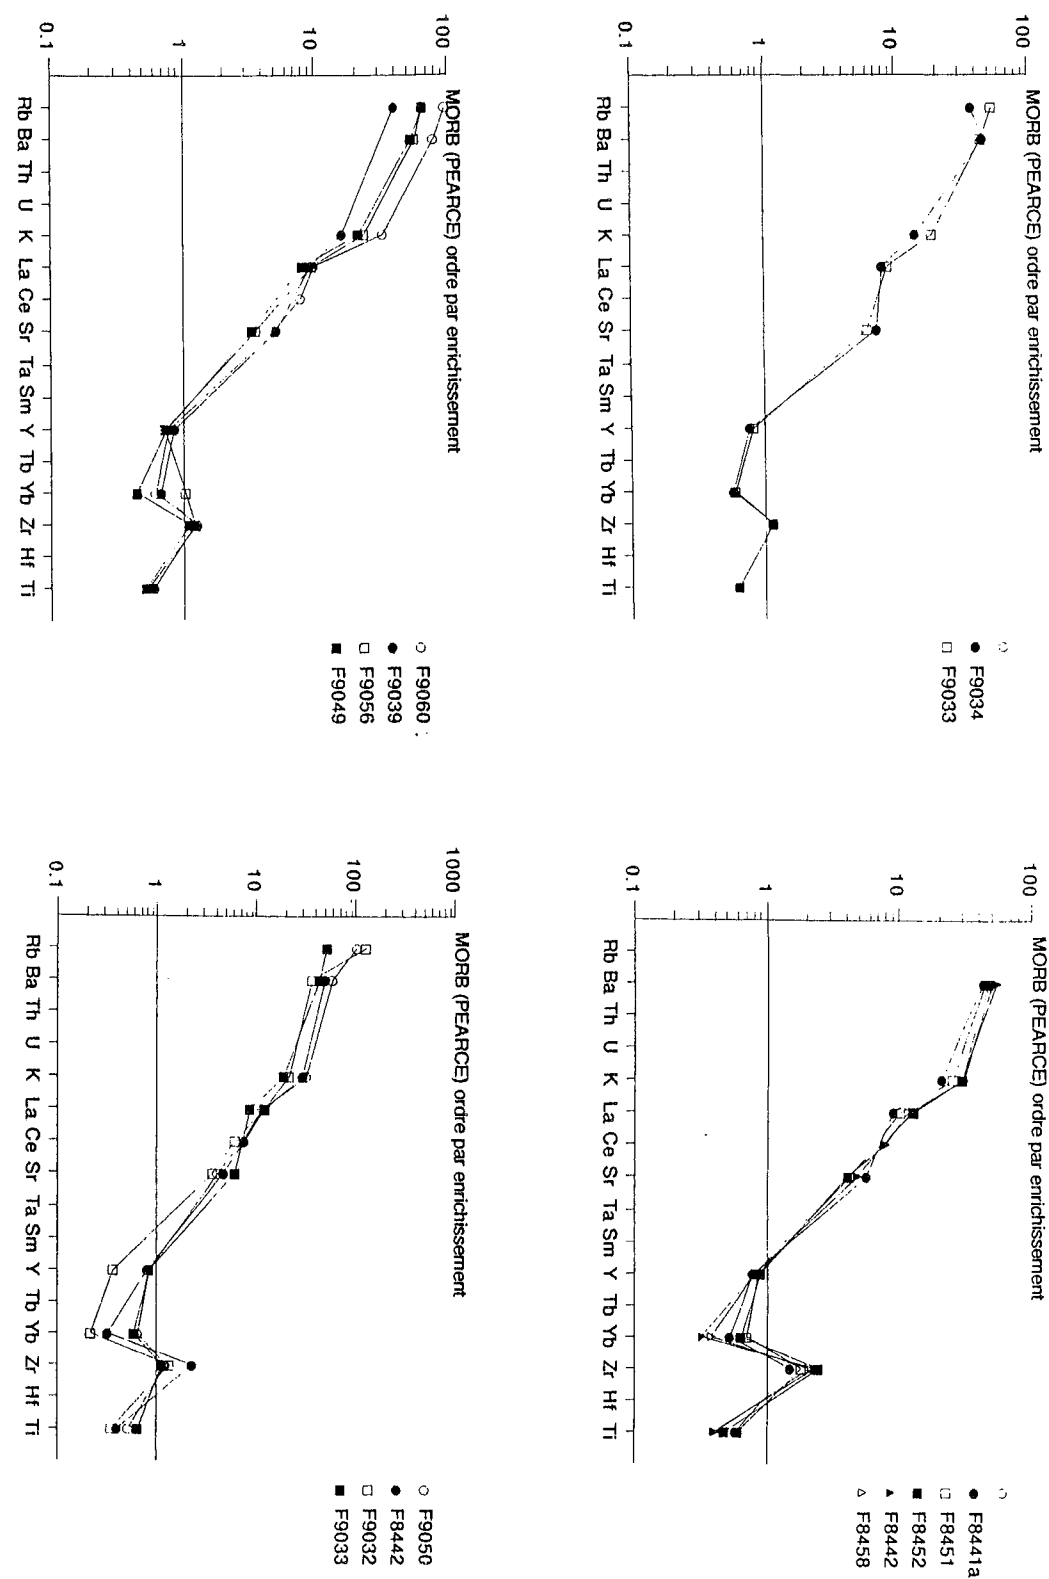 MORB (PEARCE) ordre par enrichissement
100
10
1
0.1
Rb Ba Th U K La Ce Sr Ta Sm Y Tb Yb Zr Hf Ti
F9034
F9033
MORB (PEARCE) ordre par enrichissement
100
10
1
0.1
Rb Ba Th U K La Ce Sr Ta Sm Y Tb Yb Zr Hf Ti
F8441a
F8451
F8452
F8442
F8458
MORB (PEARCE) ordre par enrichissement
100
10
1
0.1
Rb Ba Th U K La Ce Sr Ta Sm Y Tb Yb Zr Hf Ti
F9060
F9039
F9056
F9049
MORB (PEARCE) ordre par enrichissement
1000
100
10
1
0.1
Rb Ba Th U K La Ce Sr Ta Sm Y Tb Yb Zr Hf Ti
F9050
F8442
F9032
F9033